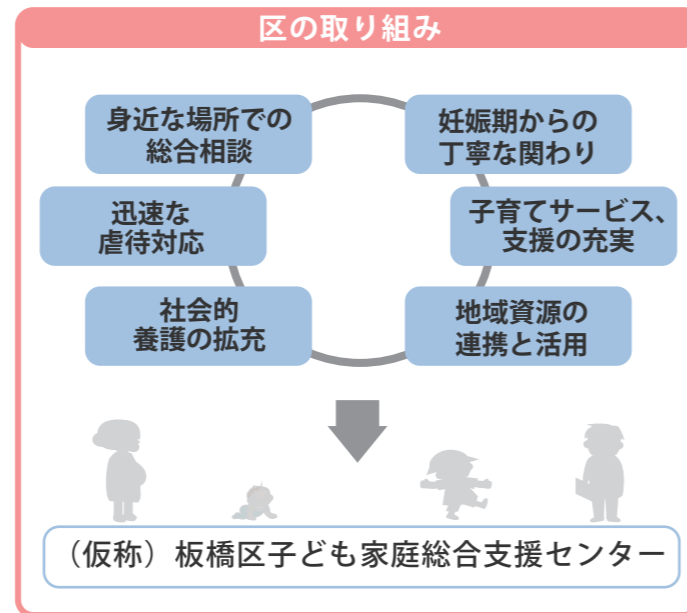 区の取り組み
身近な場所での
総合相談
妊娠期からの
丁寧な関わり
迅速な
虐待対応
子育てサービス、
支援の充実
社会的
養護の拡充
地域資源の
連携と活用
（仮称）板橋区子ども家庭総合支援センター